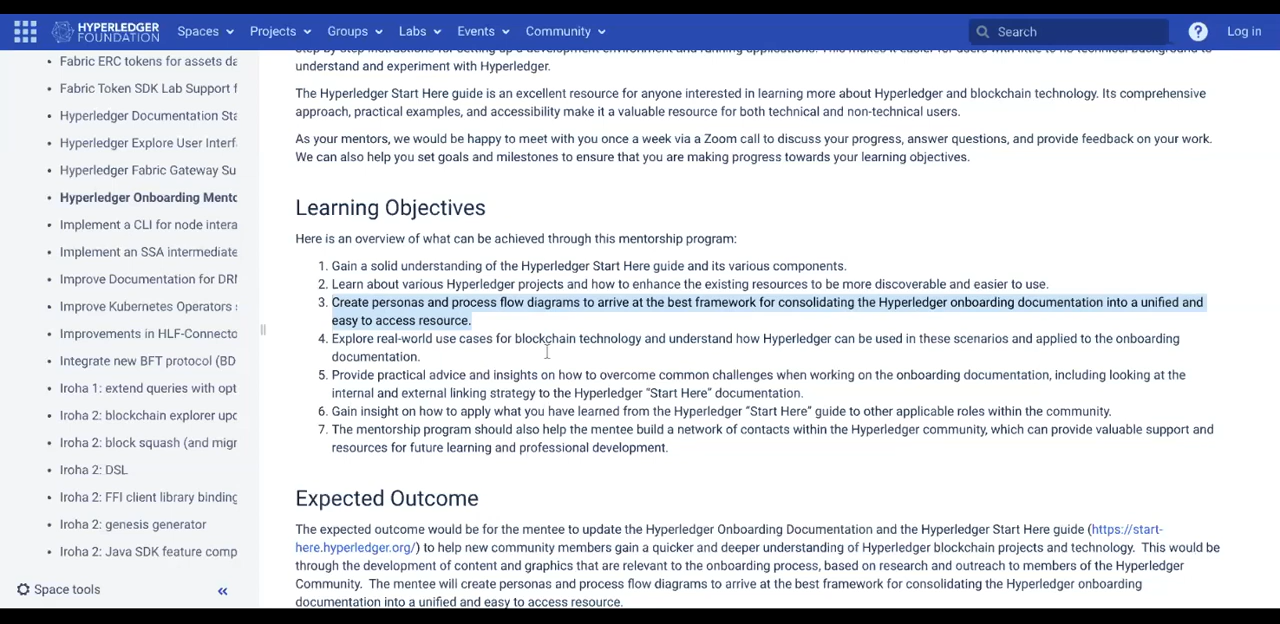 HYPERLEDGER
FOUNDATION
Spaces
Projects
Groups
Labs
Events
Community
Search
?
Log in
Fabric ERC tokens for assets da
Fabric Token SDK Lab Support f
Hyperledger Documentation Sta
Hyperledger Explore User Interf
Hyperledger Fabric Gateway Su
Hyperledger Onboarding Mento
Implement a CLI for node intera
Implement an SSA intermediate
Improve Documentation for DRM
Improve Kubernetes Operators s
Improvements in HLF-Connecto
Integrate new BFT protocol (BD
Iroha 1: extend queries with opt
Iroha 2: blockchain explorer upd
Iroha 2: block squash (and migr
Iroha 2: DSL
Iroha 2: FFI client library binding
Iroha 2: genesis generator
Iroha 2: Java SDK feature comp
Space tools
«
step by step instructions for setting up a development environment and running applications. This makes it easier for users with little to no technical background to
understand and experiment with Hyperledger.
The Hyperledger Start Here guide is an excellent resource for anyone interested in learning more about Hyperledger and blockchain technology. Its comprehensive
approach, practical examples, and accessibility make it a valuable resource for both technical and non-technical users.
As your mentors, we would be happy to meet with you once a week via a Zoom call to discuss your progress, answer questions, and provide feedback on your work.
We can also help you set goals and milestones to ensure that you are making progress towards your learning objectives.
Learning Objectives
Here is an overview of what can be achieved through this mentorship program:
1. Gain a solid understanding of the Hyperledger Start Here guide and its various components.
2. Learn about various Hyperledger projects and how to enhance the existing resources to be more discoverable and easier to use.
3. Create personas and process flow diagrams to arrive at the best framework for consolidating the Hyperledger onboarding documentation into a unified and
easy to access resource.
4. Explore real-world use cases for blockchain technology and understand how Hyperledger can be used in these scenarios and applied to the onboarding
documentation.
5. Provide practical advice and insights on how to overcome common challenges when working on the onboarding documentation, including looking at the
internal and external linking strategy to the Hyperledger “Start Here” documentation.
6. Gain insight on how to apply what you have learned from the Hyperledger “Start Here” guide to other applicable roles within the community.
7. The mentorship program should also help the mentee build a network of contacts within the Hyperledger community, which can provide valuable support and
resources for future learning and professional development.
Expected Outcome
The expected outcome would be for the mentee to update the Hyperledger Onboarding Documentation and the Hyperledger Start Here guide (https://start-
here.hyperledger.org/) to help new community members gain a quicker and deeper understanding of Hyperledger blockchain projects and technology. This would be
through the development of content and graphics that are relevant to the onboarding process, based on research and outreach to members of the Hyperledger
Community. The mentee will create personas and process flow diagrams to arrive at the best framework for consolidating the Hyperledger onboarding
documentation into a unified and easy to access resource.